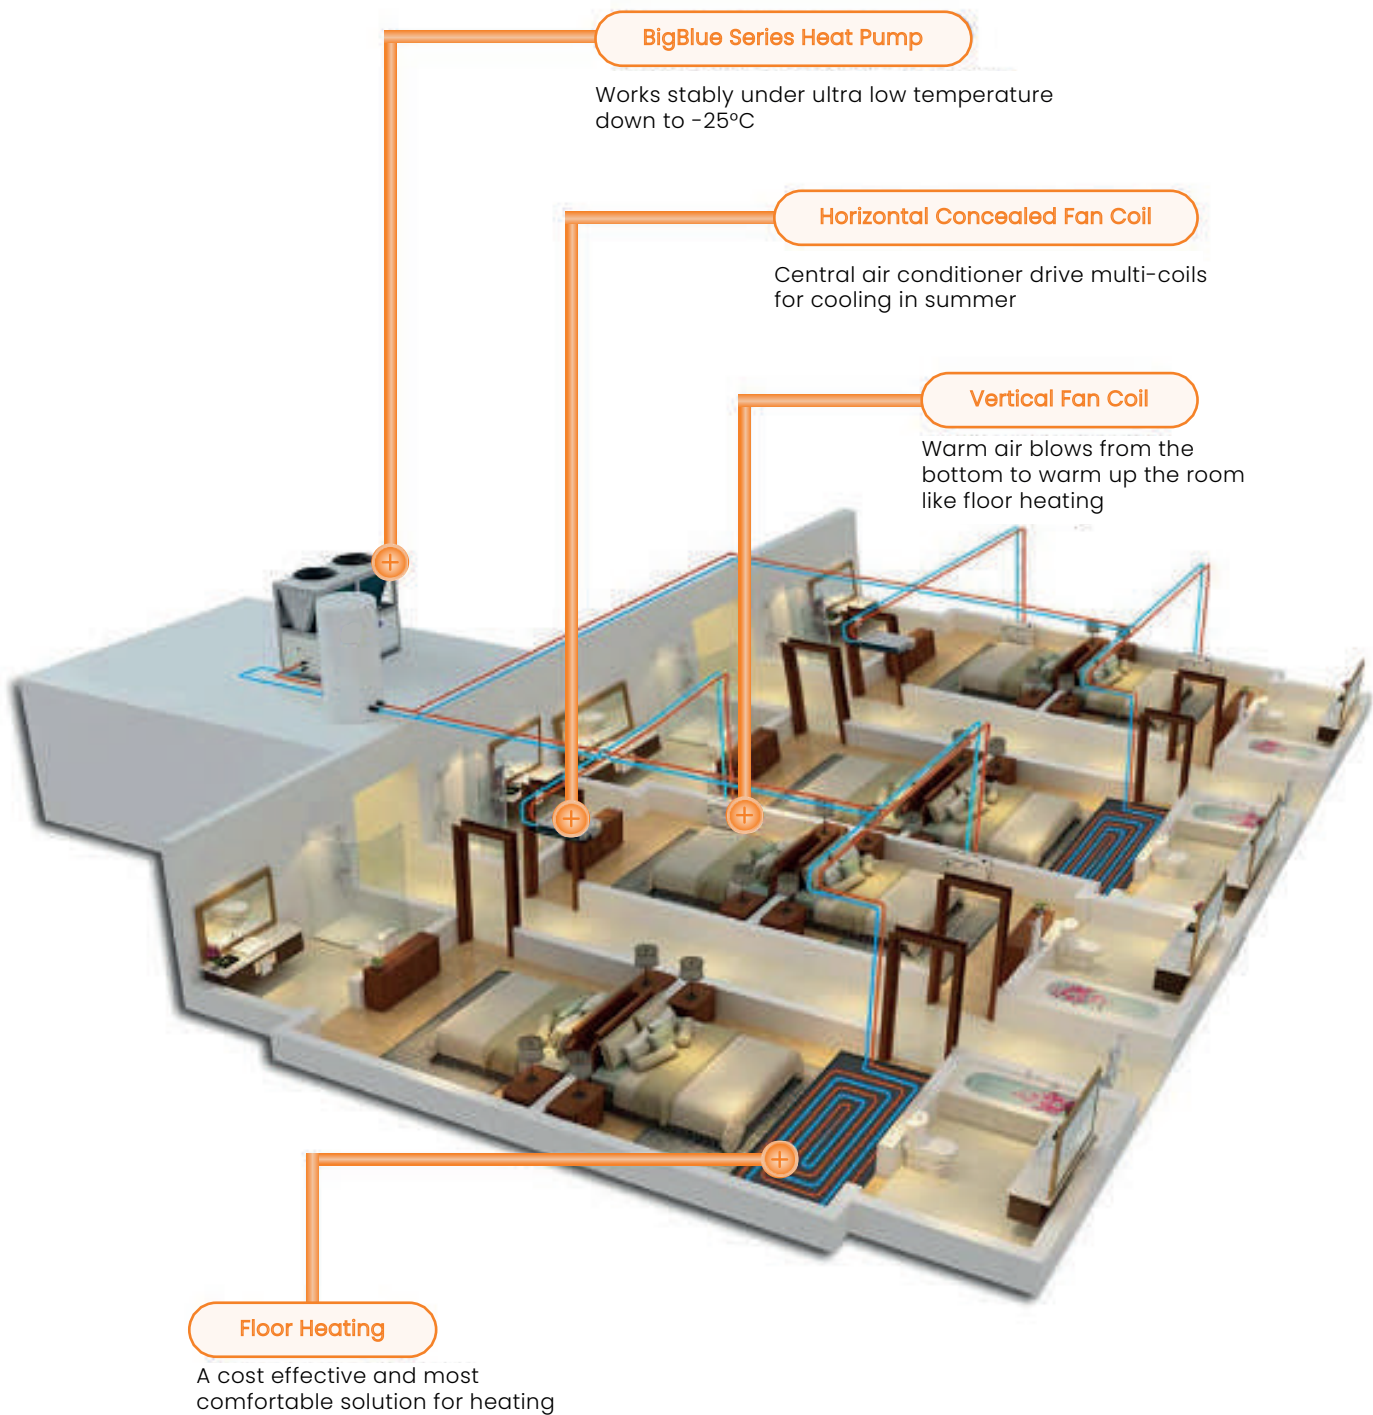 BigBlue Series Heat Pump
Works stably under ultra low temperature
down to -25°C
Horizontal Concealed Fan Coil
Central air conditioner drive multi-coils
for cooling in summer
Vertical Fan Coil
Warm air blows from the
bottom to warm up the room
like floor heating
Floor Heating
A cost effective and most
comfortable solution for heating